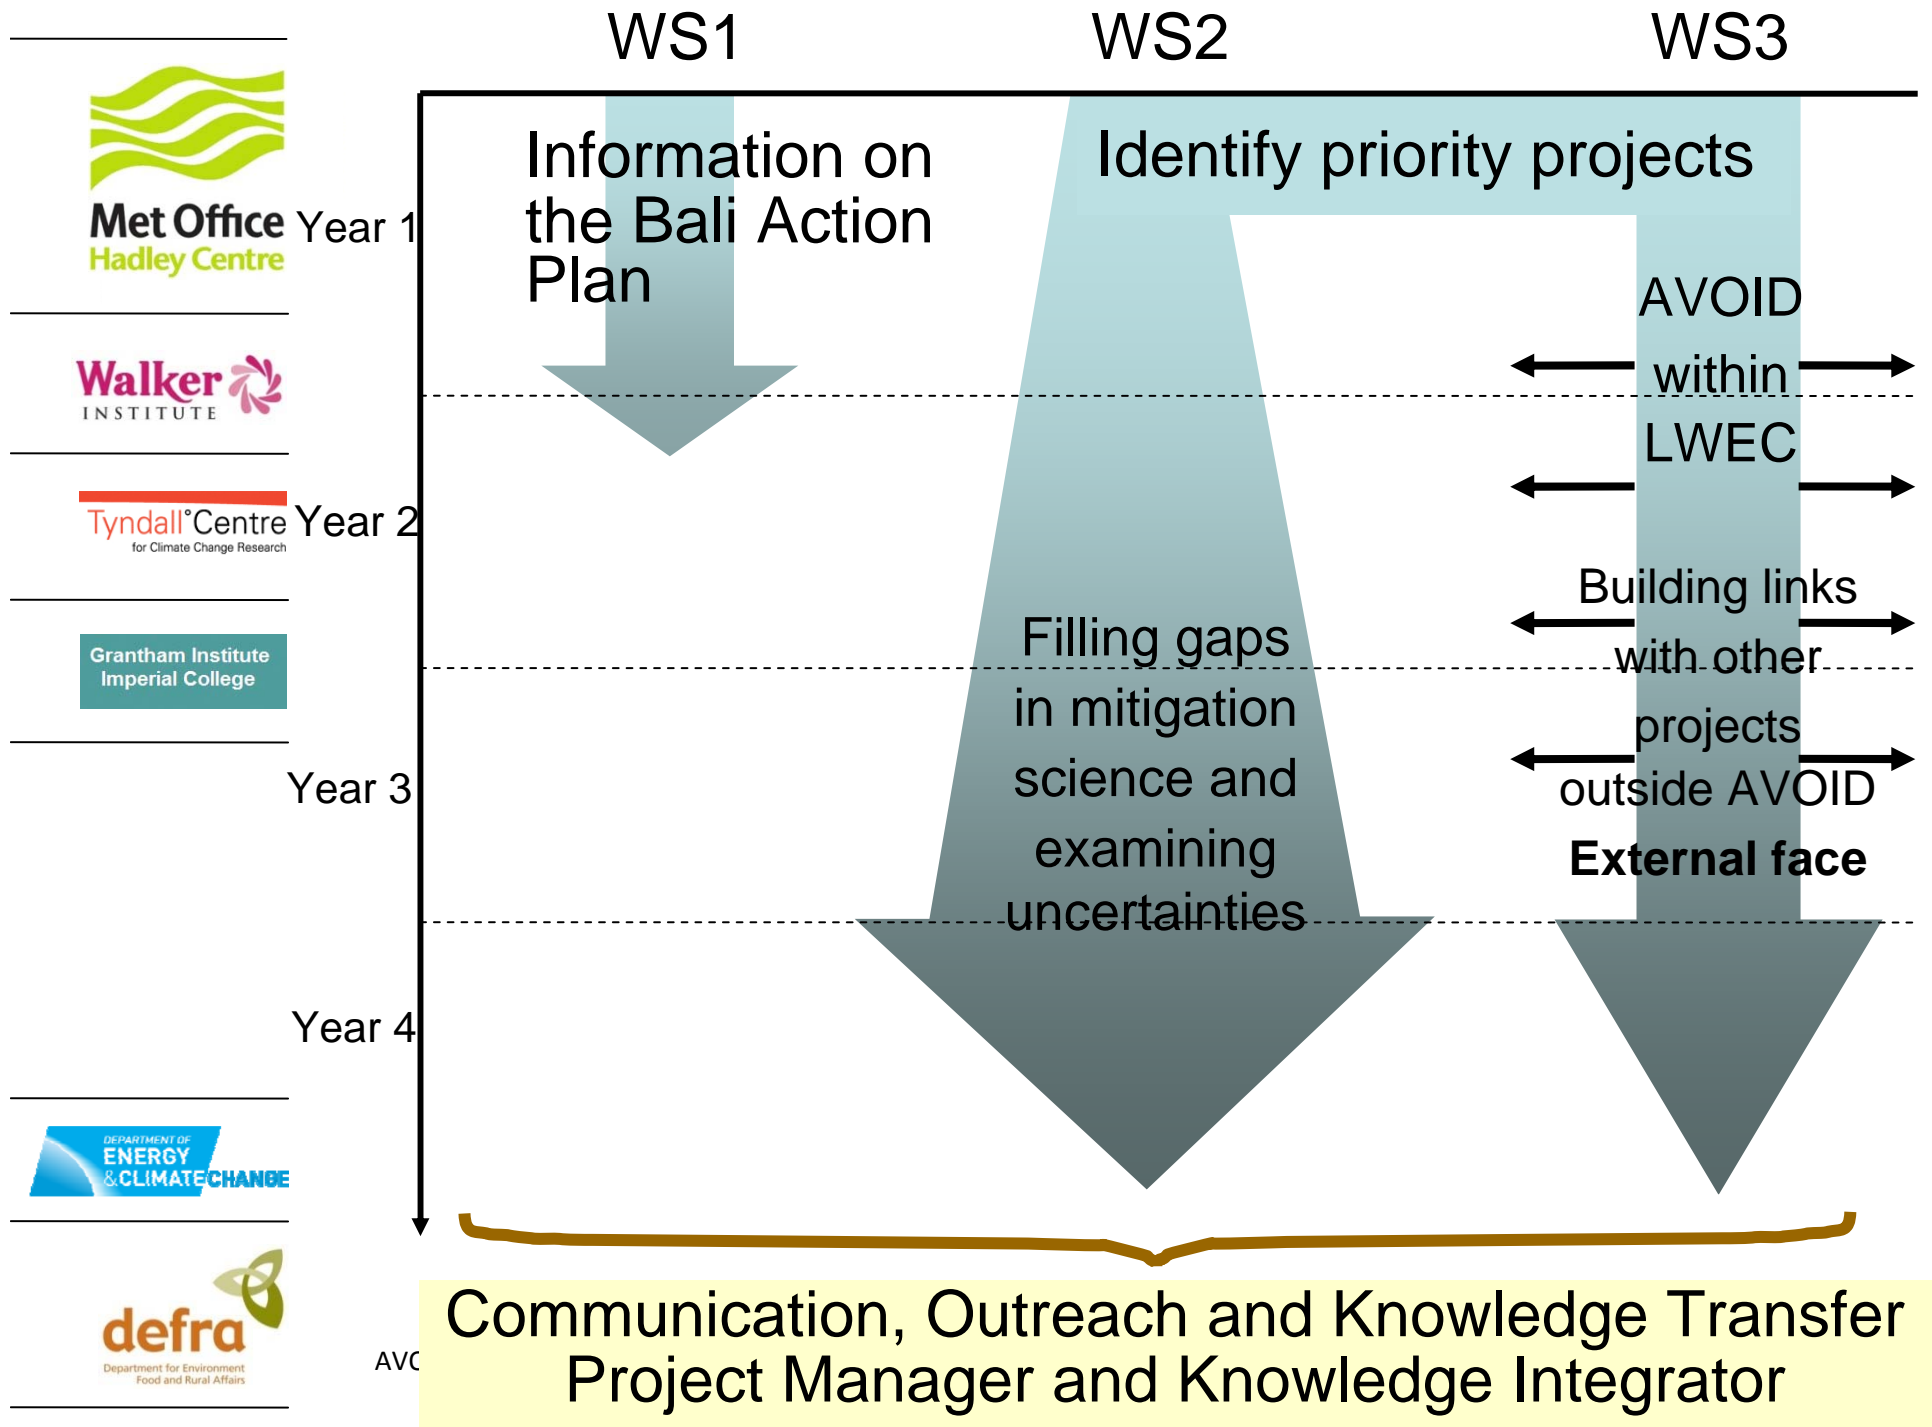 WS1
WS2
WS3
Met Office
Hadley Centre
Walker
INSTITUTE
Tyndall°Centre
for Climate Change Research
Grantham Institute
Imperial College
DEPARTMENT OF
ENERGY
&CLIMATECHANGE
defra
Department for Environment
Food and Rural Affairs
Year 1
Year 2
Year 3
Year 4
Information on
the Bali Action
Plan
Identify priority projects
Filling gaps
in mitigation
science and
examining
uncertainties
AVOID
within
LWEC
Building links
with other
projects
outside AVOID
External face
Communication, Outreach and Knowledge Transfer
Project Manager and Knowledge Integrator